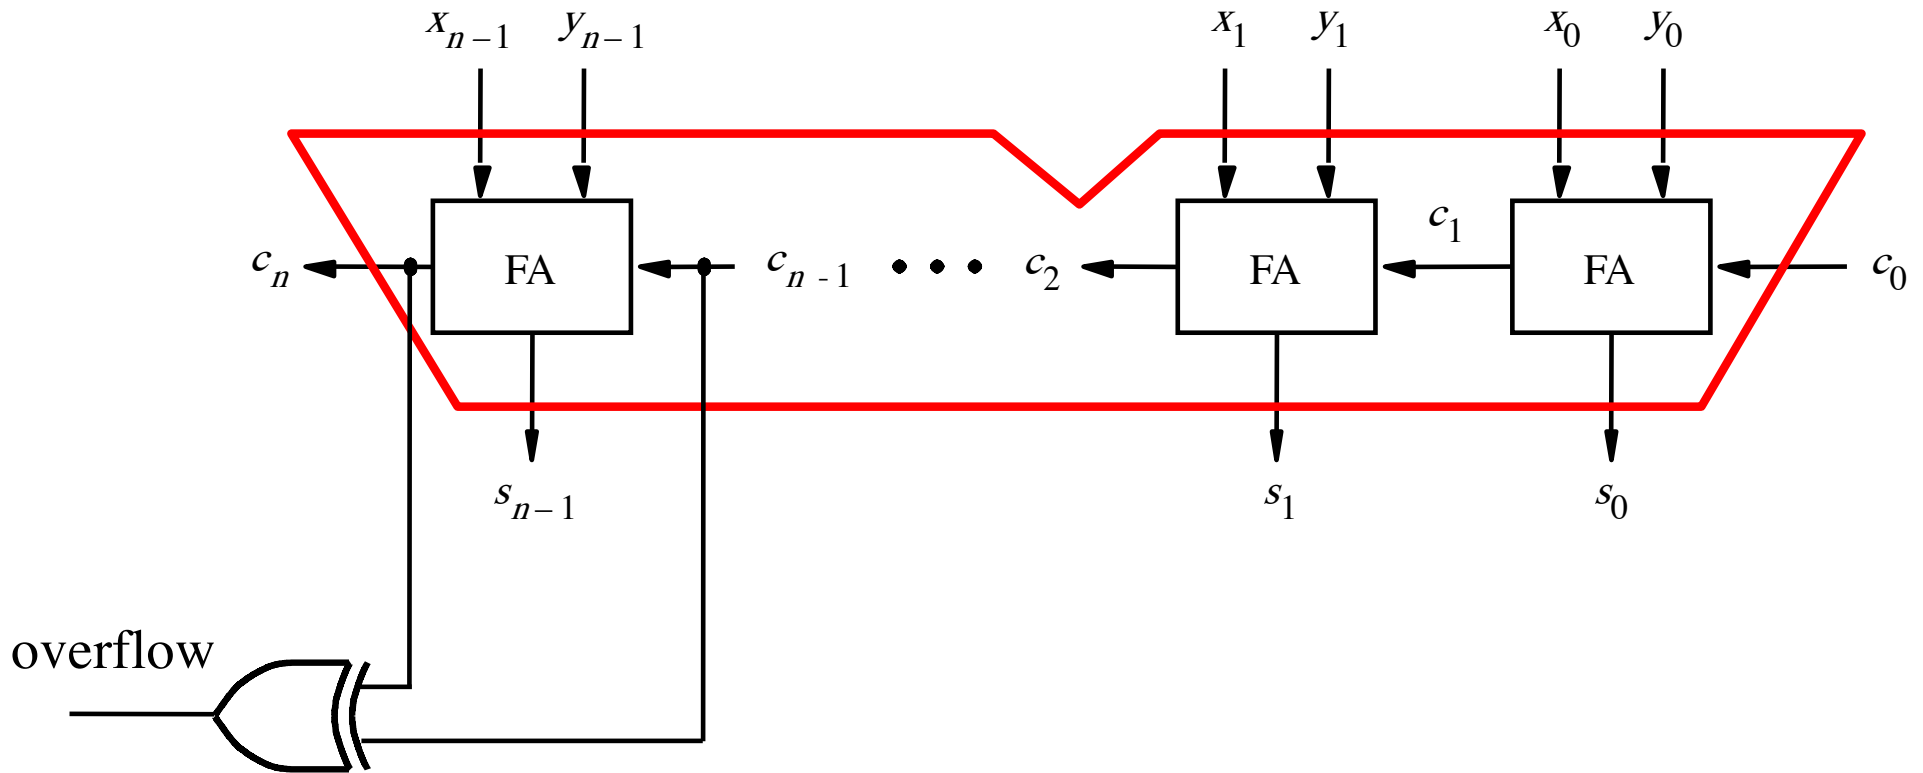 xₙ₋₁ yₙ₋₁ x₁ y₁ x₀ y₀
cₙ FA cₙ₋₁ • • • c₂ FA c₁ FA c₀
sₙ₋₁ s₁ s₀
overflow